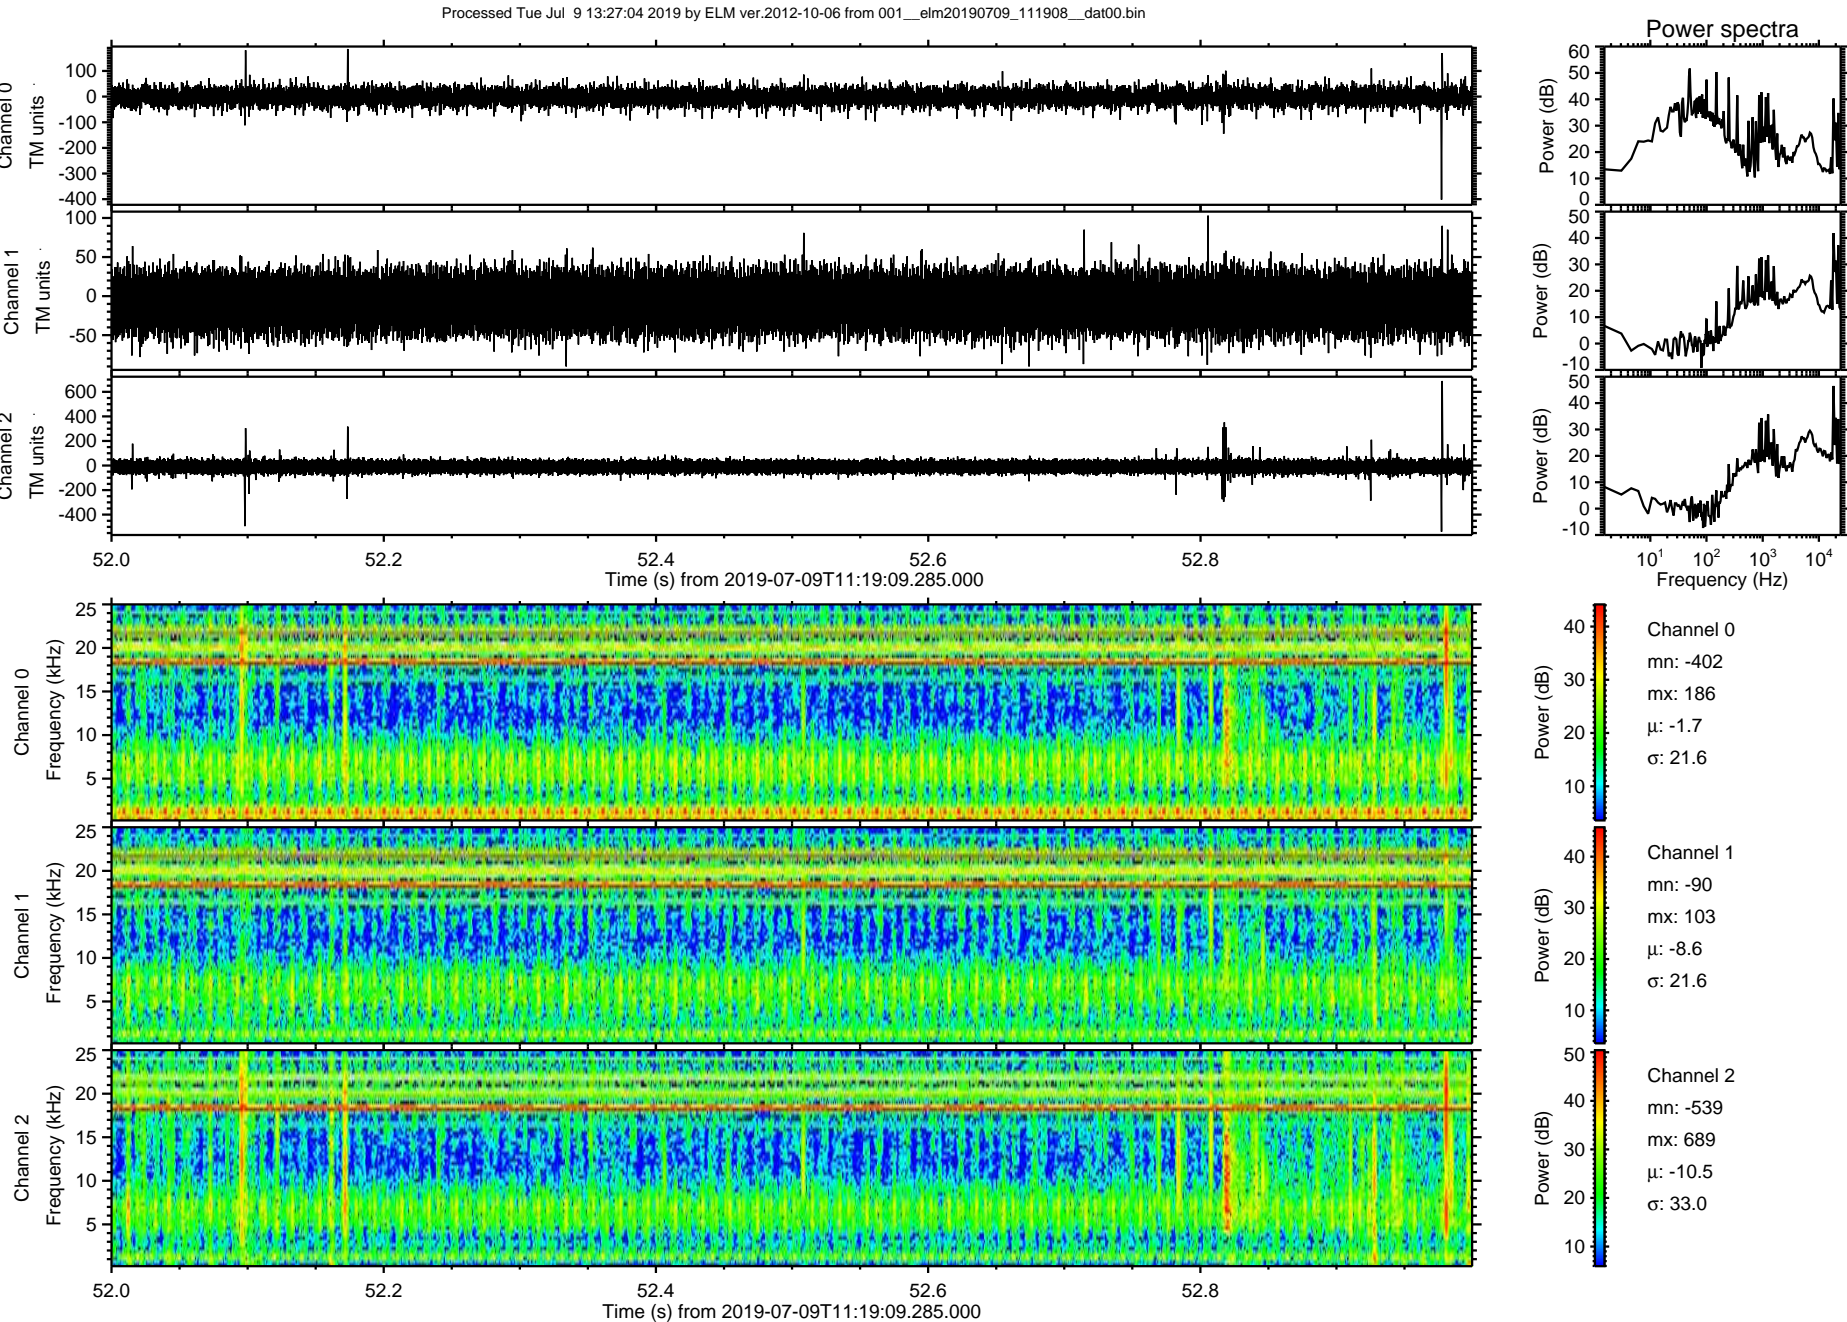 Processed Tue Jul 9 13:27:04 2019 by ELM ver.2012-10-06 from 001__elm20190709_111908__dat00.bin
Power spectra
Channel 0
TM units
100
0
-100
-200
-300
-400
Power (dB)
60
50
40
30
20
10
0
Channel 1
TM units
100
50
0
-50
Power (dB)
50
40
30
20
10
0
-10
Channel 2
TM units
600
400
200
0
-200
-400
Power (dB)
50
40
30
20
10
0
-10
52.0 52.2 52.4 52.6 52.8
Time (s) from 2019-07-09T11:19:09.285.000
10¹ 10² 10³ 10⁴
Frequency (Hz)
Channel 0
Frequency (kHz)
25
20
15
10
5
Power (dB)
40
30
20
10
Channel 0
mn: -402
mx: 186
μ: -1.7
σ: 21.6
Channel 1
Frequency (kHz)
25
20
15
10
5
Power (dB)
40
30
20
10
Channel 1
mn: -90
mx: 103
μ: -8.6
σ: 21.6
Channel 2
Frequency (kHz)
25
20
15
10
5
Power (dB)
50
40
30
20
10
Channel 2
mn: -539
mx: 689
μ: -10.5
σ: 33.0
52.0 52.2 52.4 52.6 52.8
Time (s) from 2019-07-09T11:19:09.285.000